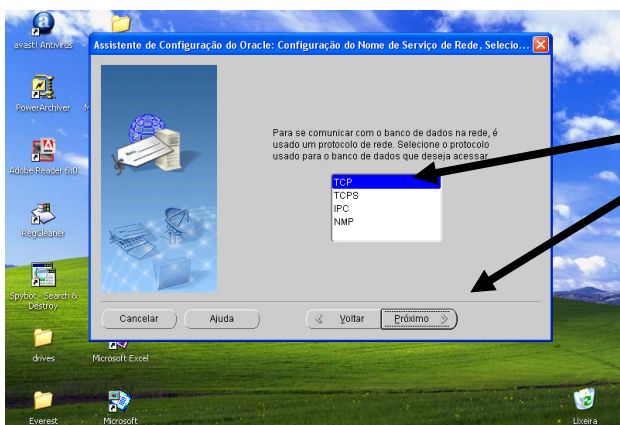 avast! Antivirus
PowerArchiver
Adobe Reader 6.0
RegCleaner
Spybot - Search &
Destroy
drives
Microsoft Excel
Everest
Microsoft
Lixeira
Assistente de Configuração do Oracle: Configuração do Nome de Serviço de Rede, Selecio...
Para se comunicar com o banco de dados na rede, é
usado um protocolo de rede. Selecione o protocolo
usado para o banco de dados que deseja acessar.
TCP
TCPS
IPC
NMP
Cancelar
Ajuda
Voltar
Próximo